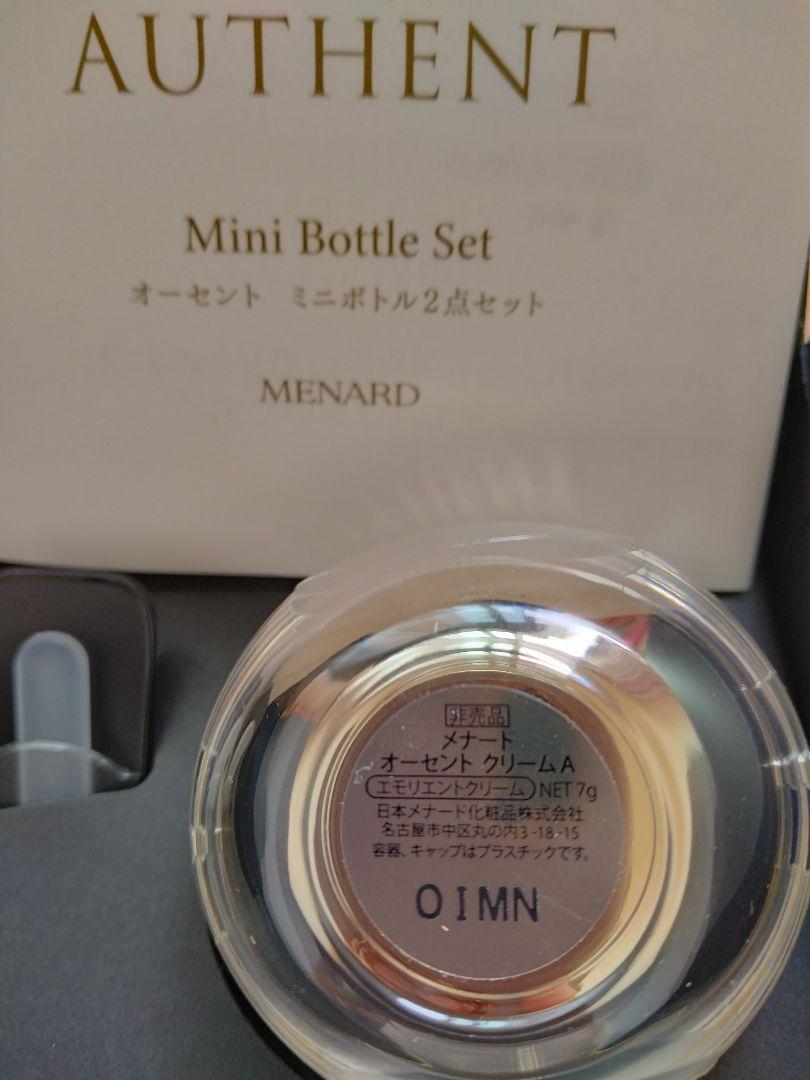 AUTHENT
Mini Bottle Set
オーセント ミニボトル2点セット
MENARD
非売品
メナード
オーセント クリームA
エモリエントクリーム NET 7g
日本メナード化粧品株式会社
名古屋市中区丸の内3-18-15
容器、キャップはプラスチックです。
OIMN